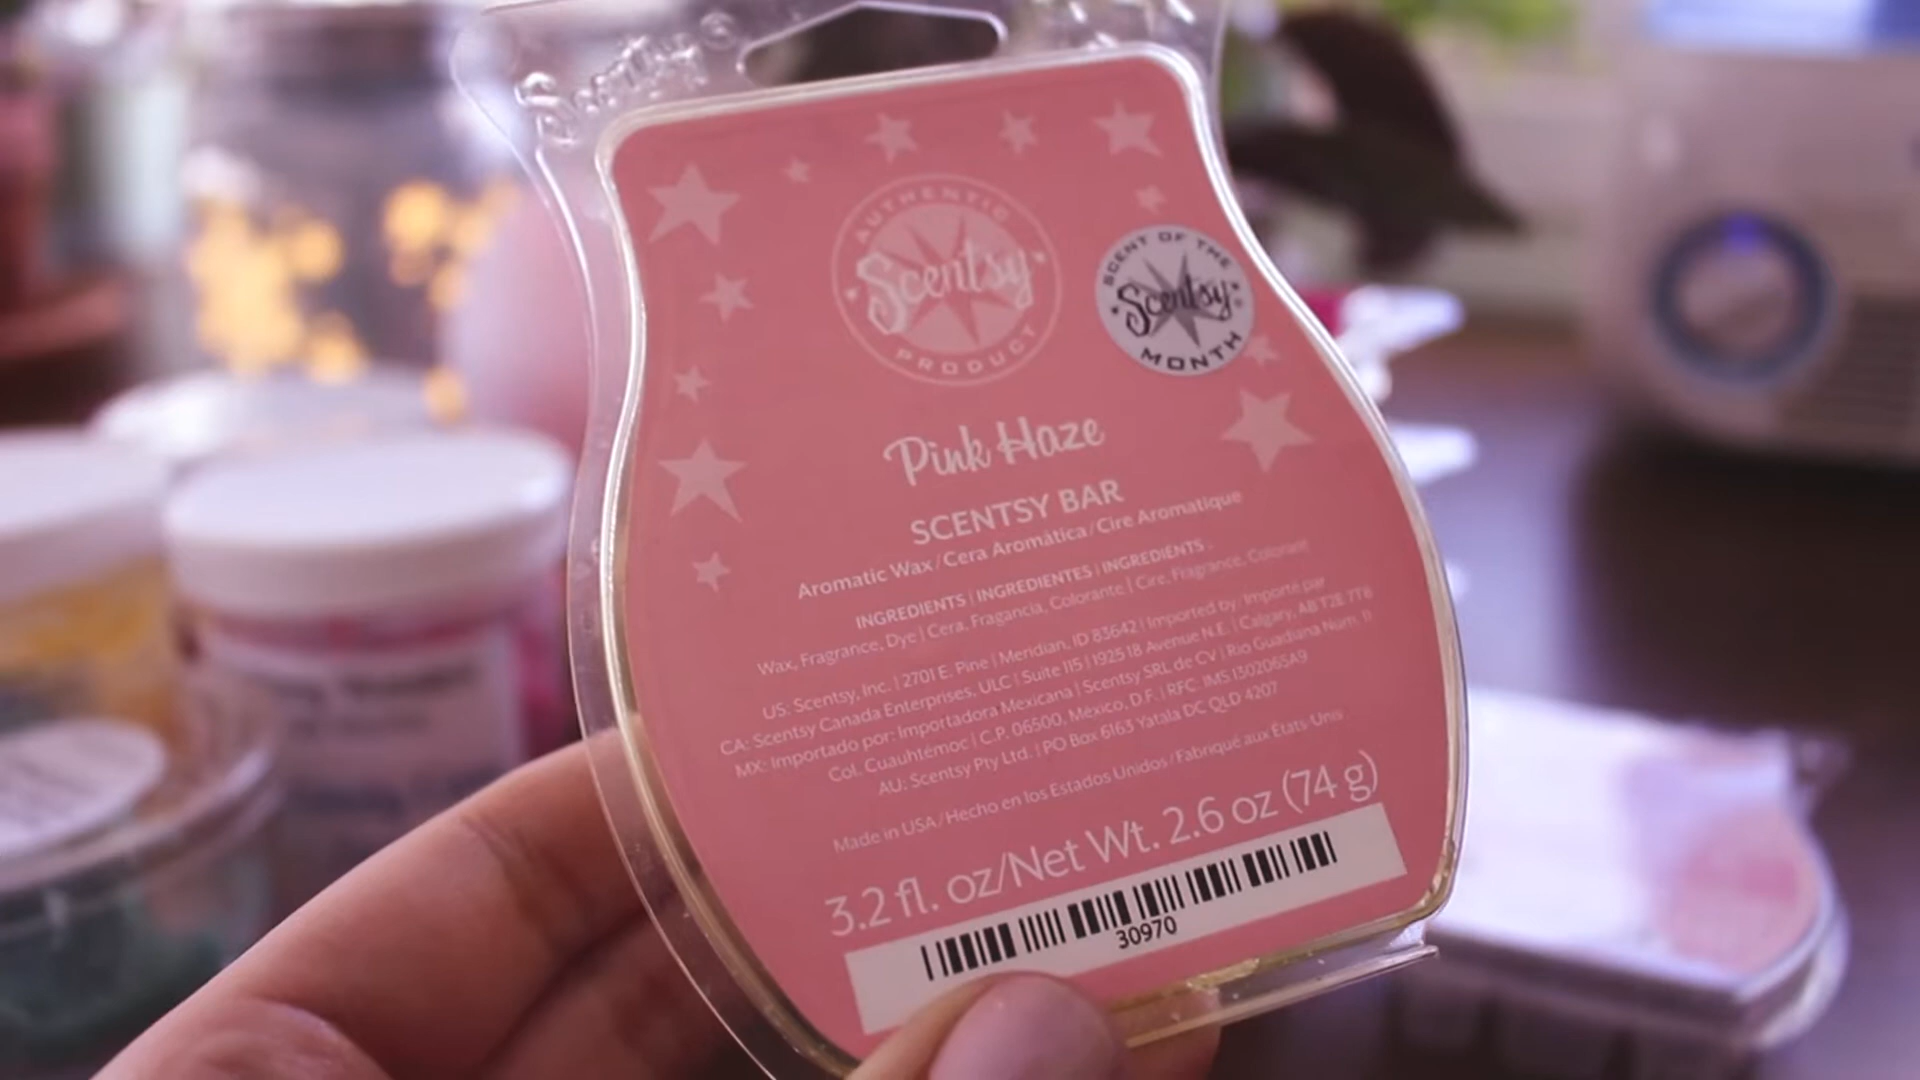 Scentsy
AUTHENTIC
Scentsy
PRODUCT
SCENT OF THE
Scentsy
MONTH
Pink Haze
SCENTSY BAR
Aromatic Wax / Cera Aromática / Cire Aromatique
INGREDIENTS | INGREDIENTES | INGRÉDIENTS
Wax, Fragrance, Dye | Cera, Fragancia, Colorante | Cire, Fragrance, Colorant
US: Scentsy, Inc. | 2701 E. Pine | Meridian, ID 83642 | Imported by: Importé par
CA: Scentsy Canada Enterprises, ULC | Suite 115 | 1925 18 Avenue N.E. | Calgary, AB T2E 7T8
MX: Importado por: Importadora Mexicana | Scentsy SRL de CV | Rio Guadiana Num. 11
Col. Cuauhtémoc | C.P. 06500, México, D.F. | RFC: IMS130206SA9
AU: Scentsy Pty Ltd. | PO Box 6163 Yatala DC QLD 4207
Made in USA / Hecho en los Estados Unidos / Fabriqué aux États-Unis
3.2 fl. oz/Net Wt. 2.6 oz (74 g)
30970